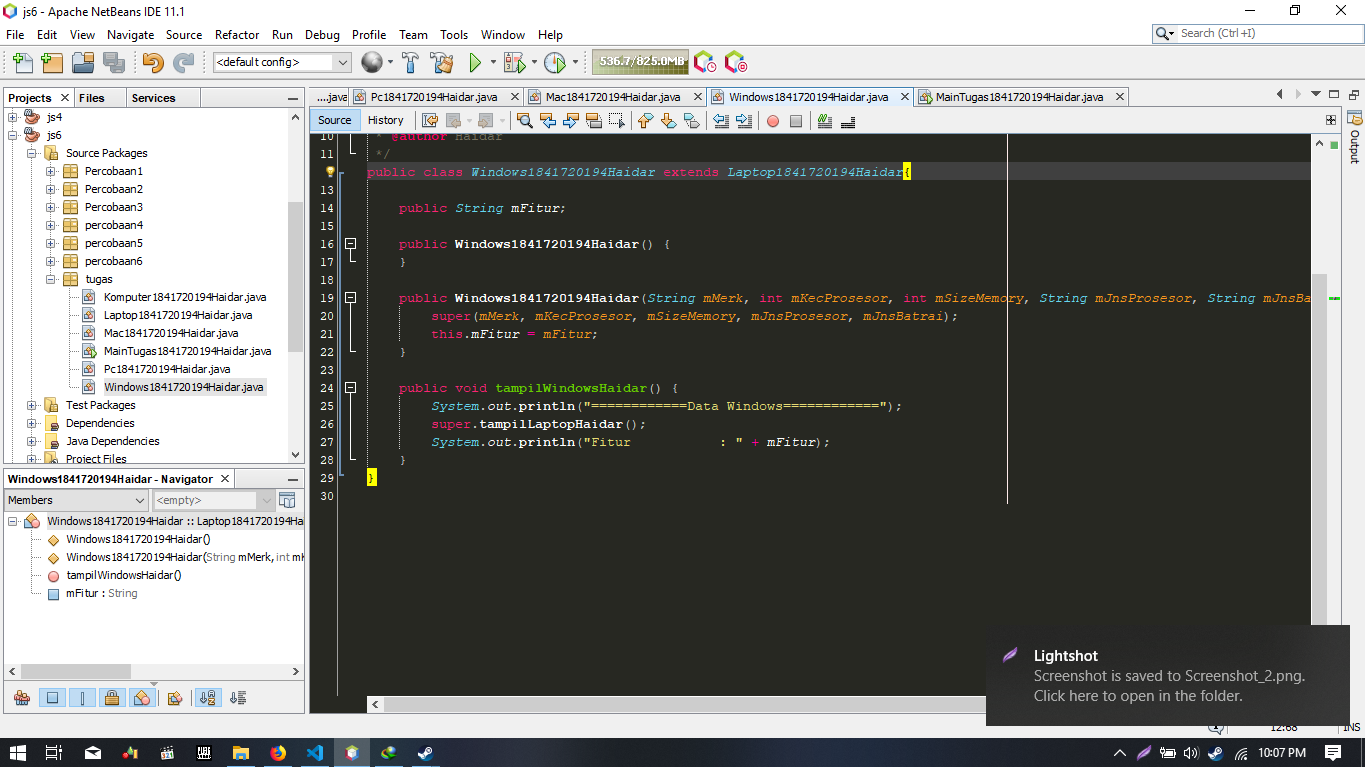 js6 - Apache NetBeans IDE 11.1
File Edit View Navigate Source Refactor Run Debug Profile Team Tools Window Help
Search (Ctrl+I)
<default config>
536.7/825.0MB
Projects Files Services
js4
js6
Source Packages
Percobaan1
Percobaan2
Percobaan3
percobaan4
percobaan5
percobaan6
tugas
Komputer1841720194Haidar.java
Laptop1841720194Haidar.java
Mac1841720194Haidar.java
MainTugas1841720194Haidar.java
Pc1841720194Haidar.java
Windows1841720194Haidar.java
Test Packages
Dependencies
Java Dependencies
Project Files
Windows1841720194Haidar - Navigator
Members <empty>
Windows1841720194Haidar :: Laptop1841720194Ha
Windows1841720194Haidar()
Windows1841720194Haidar(String mMerk, int mK
tampilWindowsHaidar()
mFitur : String
....java Pc1841720194Haidar.java Mac1841720194Haidar.java Windows1841720194Haidar.java MainTugas1841720194Haidar.java
Source History
10 * @author Haidar
11 */
public class Windows1841720194Haidar extends Laptop1841720194Haidar{
13
14 public String mFitur;
15
16 public Windows1841720194Haidar() {
17 }
18
19 public Windows1841720194Haidar(String mMerk, int mKecProsesor, int mSizeMemory, String mJnsProsesor, String mJnsBa
20 super(mMerk, mKecProsesor, mSizeMemory, mJnsProsesor, mJnsBatrai);
21 this.mFitur = mFitur;
22 }
23
24 public void tampilWindowsHaidar() {
25 System.out.println("============Data Windows============");
26 super.tampilLaptopHaidar();
27 System.out.println("Fitur : " + mFitur);
28 }
29 }
30
Output
Lightshot
Screenshot is saved to Screenshot_2.png.
Click here to open in the folder.
12:68 INS
10:07 PM